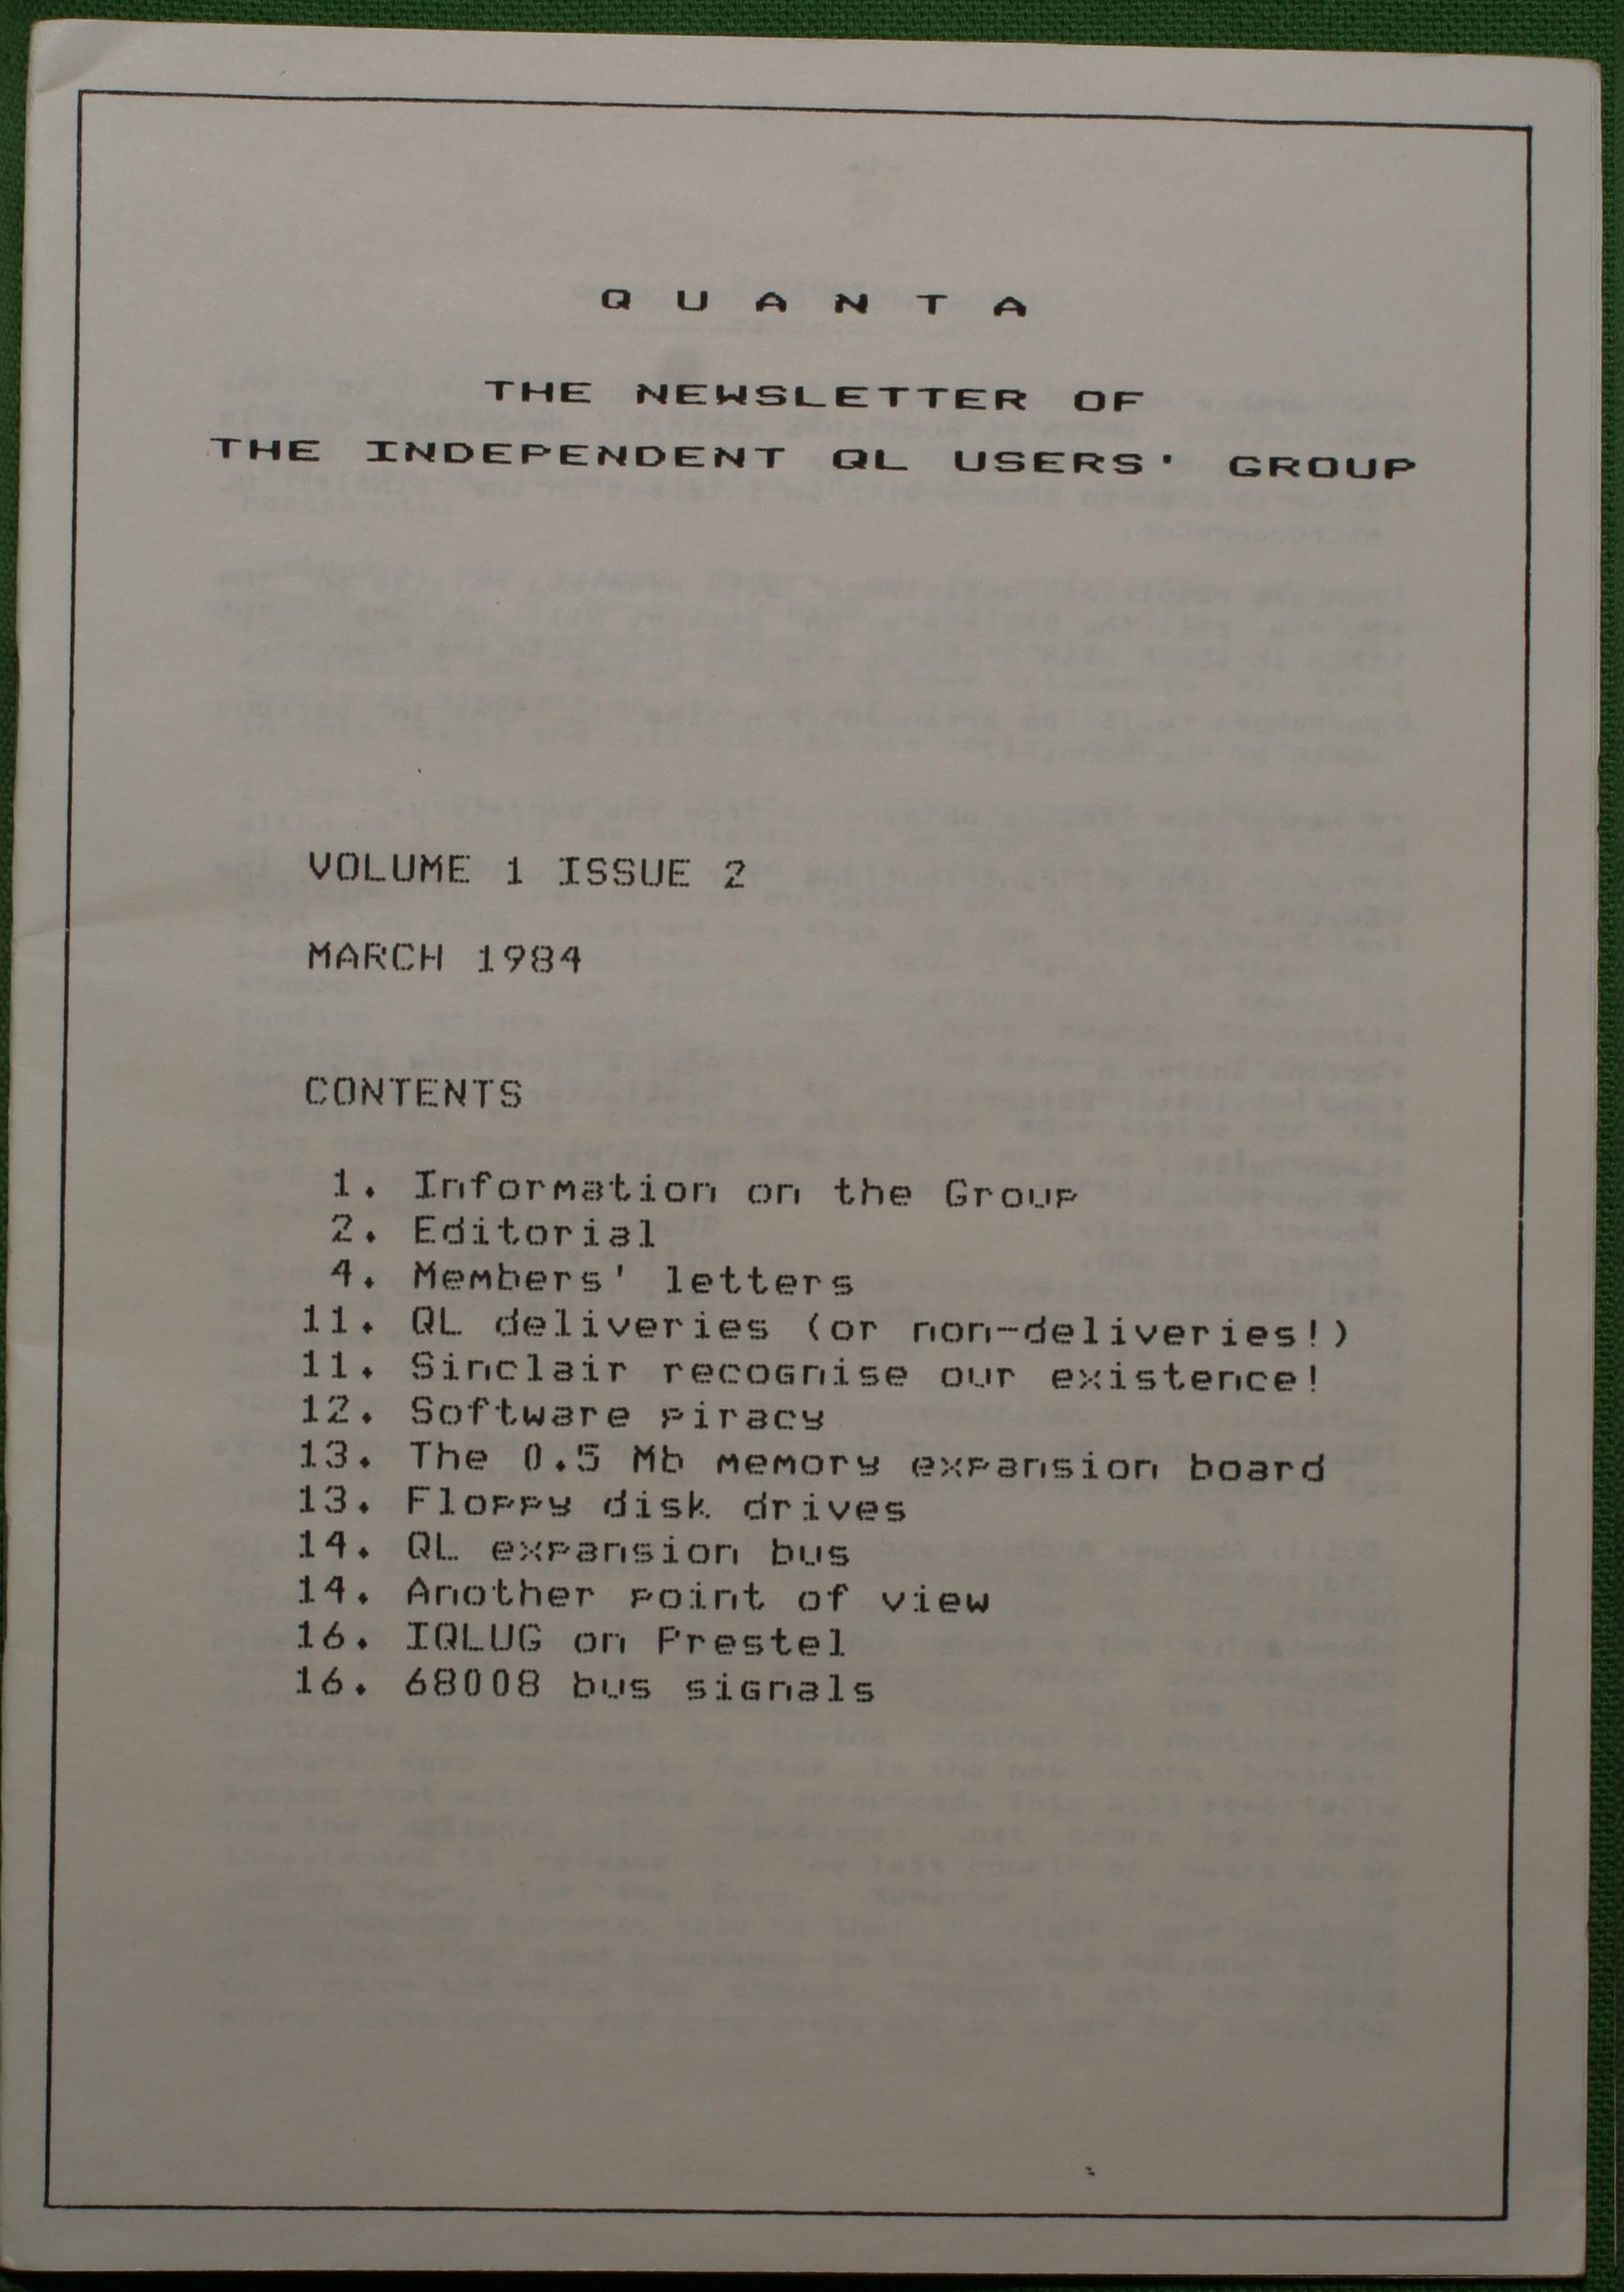 Q U A N T A
THE NEWSLETTER OF
THE INDEPENDENT QL USERS' GROUP
VOLUME 1 ISSUE 2
MARCH 1984
CONTENTS
1. Information on the Group
2. Editorial
4. Members' letters
11. QL deliveries (or non-deliveries!)
11. Sinclair recognise our existence!
12. Software piracy
13. The 0.5 Mb memory expansion board
13. Floppy disk drives
14. QL expansion bus
14. Another point of view
16. IQLUG on Prestel
16. 68008 bus signals